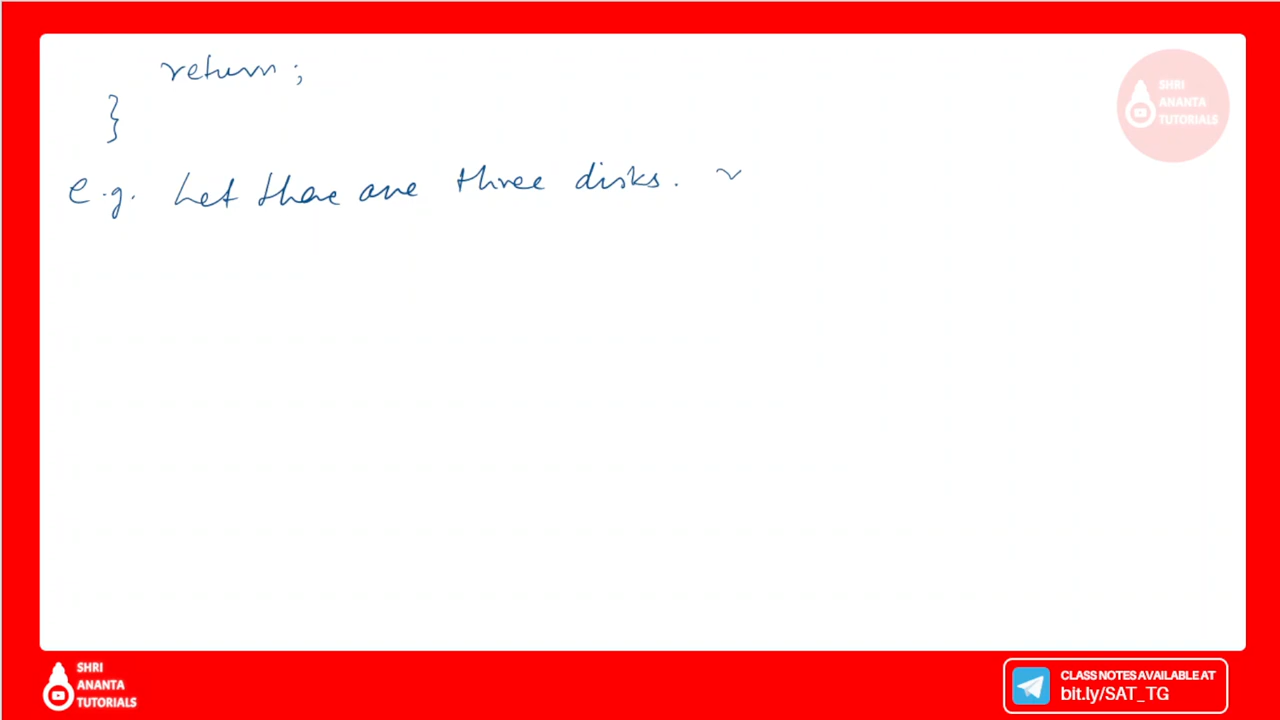 return;
}
e.g. Let there are three disks.
SHRI
ANANTA
TUTORIALS
SHRI
ANANTA
TUTORIALS
CLASS NOTES AVAILABLE AT
bit.ly/SAT_TG